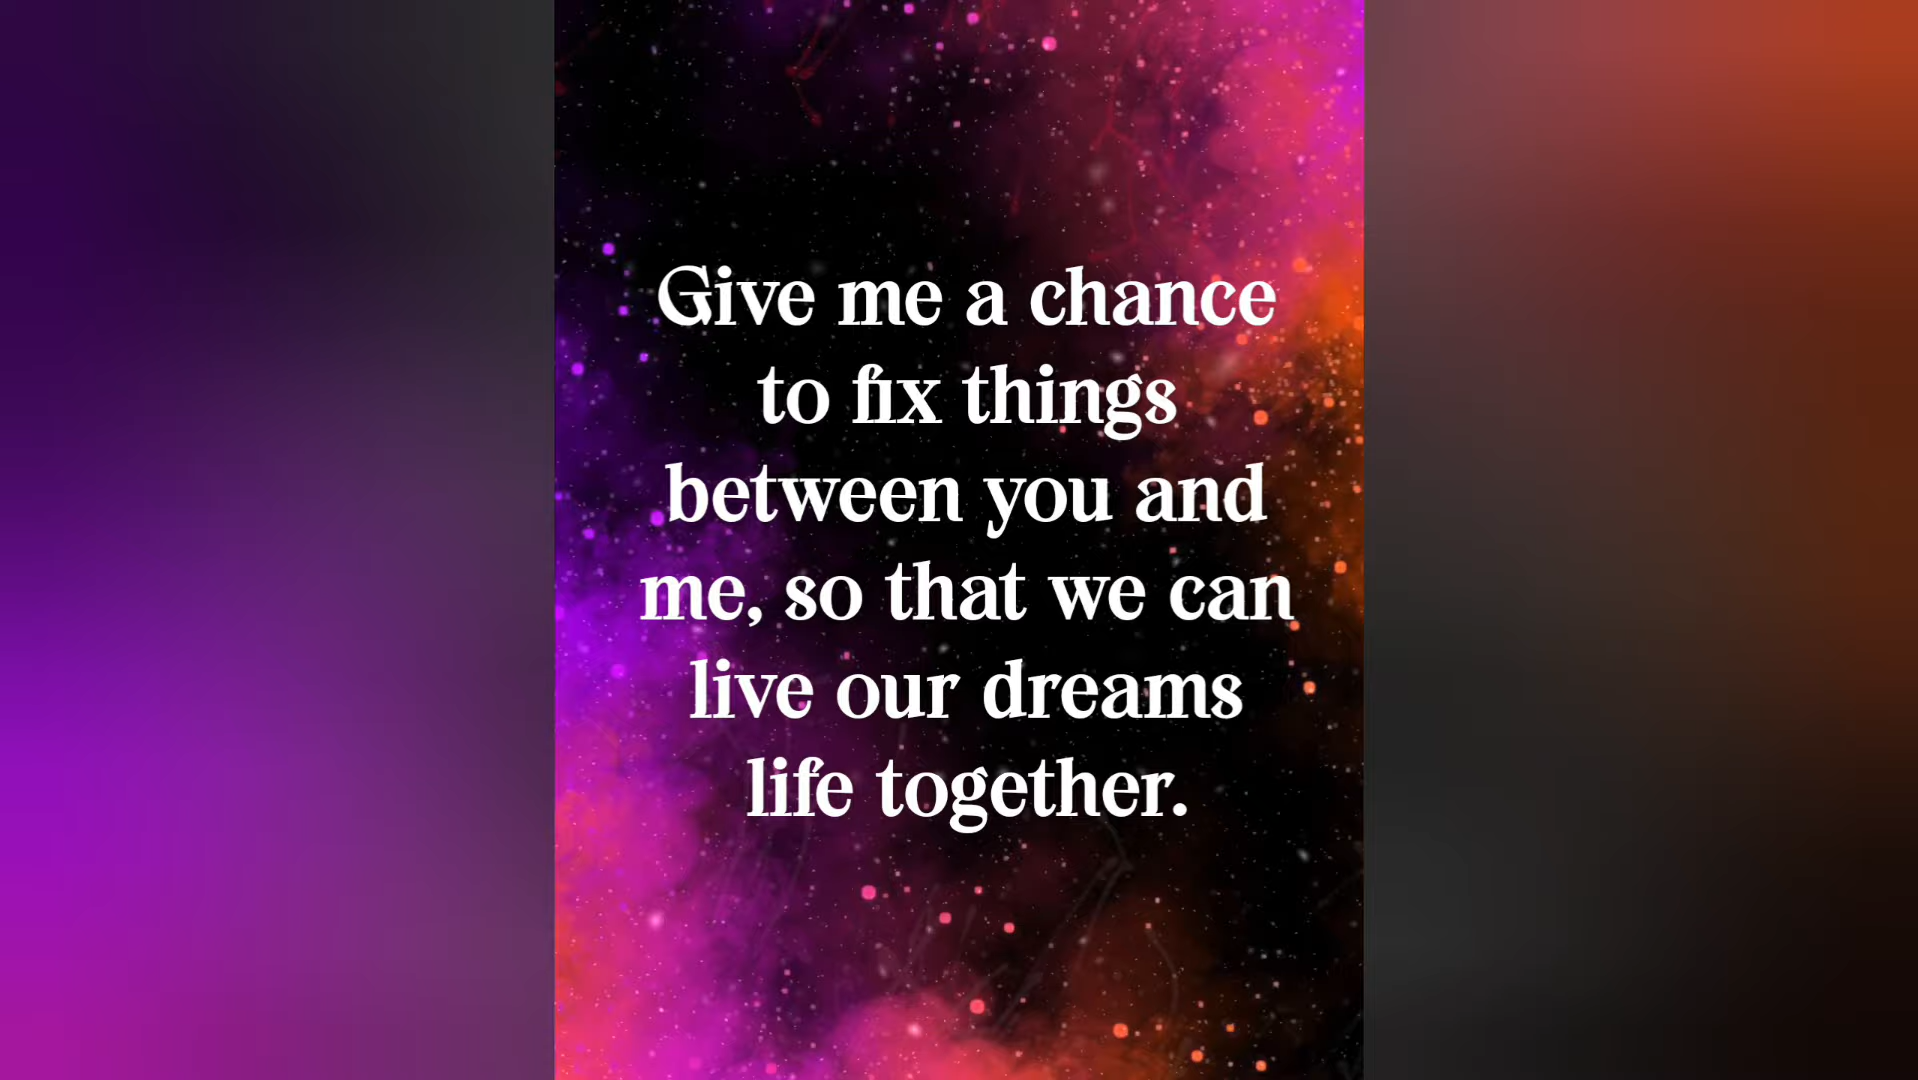 Give me a chance
to fix things
between you and
me, so that we can
live our dreams
life together.